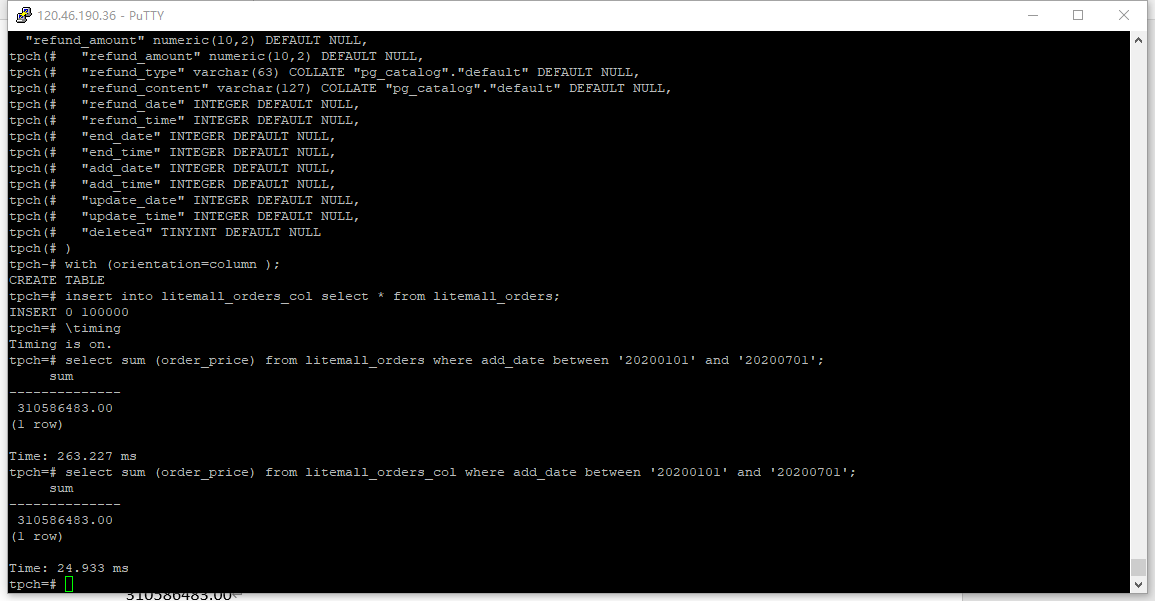 120.46.190.36 - PuTTY
  "refund_amount" numeric(10,2) DEFAULT NULL,
tpch(#   "refund_amount" numeric(10,2) DEFAULT NULL,
tpch(#   "refund_type" varchar(63) COLLATE "pg_catalog"."default" DEFAULT NULL,
tpch(#   "refund_content" varchar(127) COLLATE "pg_catalog"."default" DEFAULT NULL,
tpch(#   "refund_date" INTEGER DEFAULT NULL,
tpch(#   "refund_time" INTEGER DEFAULT NULL,
tpch(#   "end_date" INTEGER DEFAULT NULL,
tpch(#   "end_time" INTEGER DEFAULT NULL,
tpch(#   "add_date" INTEGER DEFAULT NULL,
tpch(#   "add_time" INTEGER DEFAULT NULL,
tpch(#   "update_date" INTEGER DEFAULT NULL,
tpch(#   "update_time" INTEGER DEFAULT NULL,
tpch(#   "deleted" TINYINT DEFAULT NULL
tpch(# )
tpch-# with (orientation=column );
CREATE TABLE
tpch=# insert into litemall_orders_col select * from litemall_orders;
INSERT 0 100000
tpch=# \timing
Timing is on.
tpch=# select sum (order_price) from litemall_orders where add_date between '20200101' and '20200701';
     sum
--------------
 310586483.00
(1 row)

Time: 263.227 ms
tpch=# select sum (order_price) from litemall_orders_col where add_date between '20200101' and '20200701';
     sum
--------------
 310586483.00
(1 row)

Time: 24.933 ms
tpch=#
310586483.00